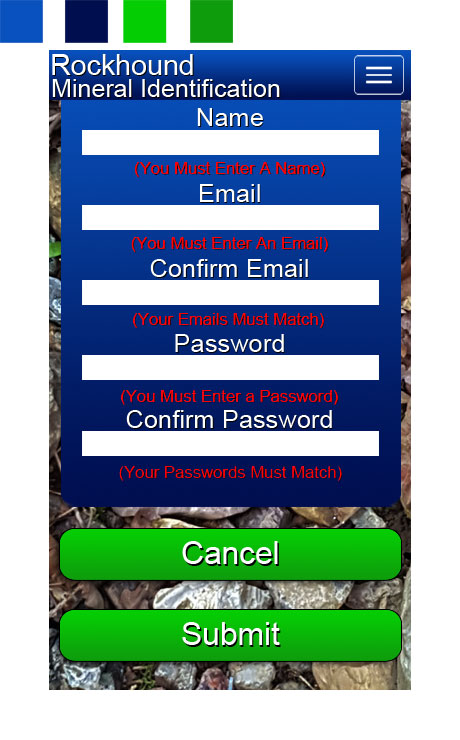 Rockhound
Mineral Identification
Name
(You Must Enter A Name)
Email
(You Must Enter An Email)
Confirm Email
(Your Emails Must Match)
Password
(You Must Enter a Password)
Confirm Password
(Your Passwords Must Match)
Cancel
Submit